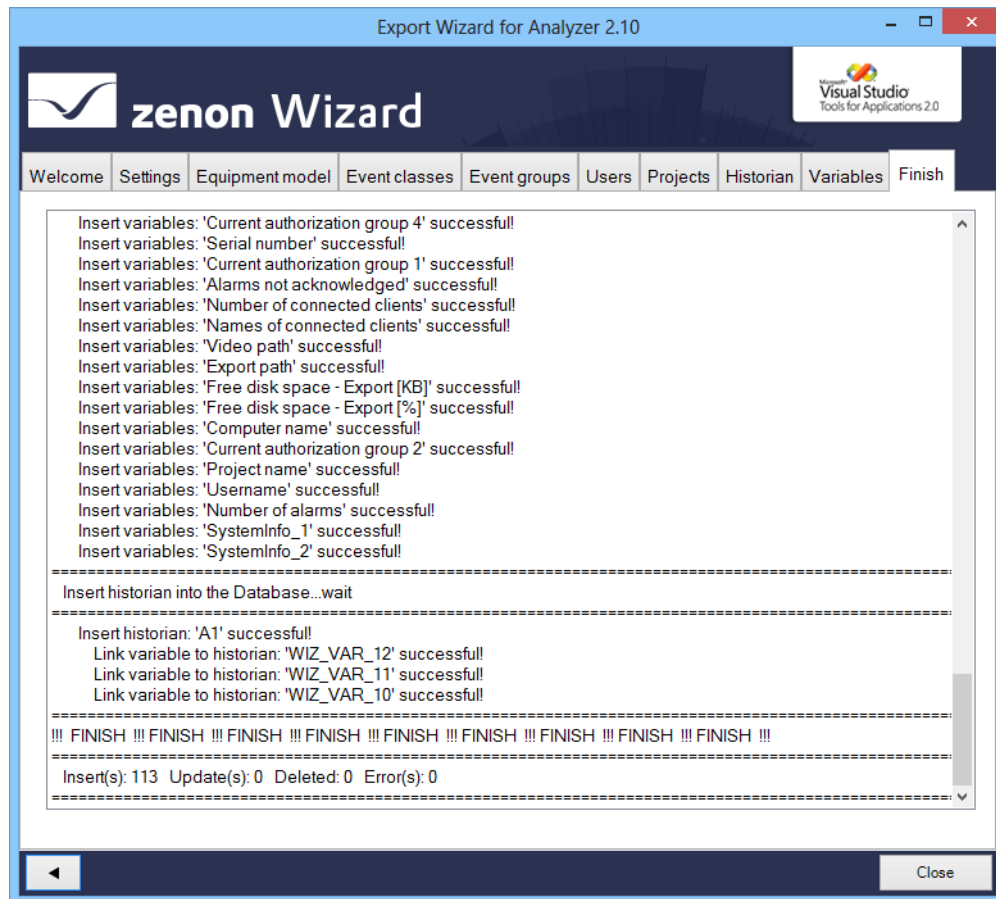 Export Wizard for Analyzer 2.10
zenon Wizard
Microsoft
Visual Studio
Tools for Applications 2.0
Welcome Settings Equipment model Event classes Event groups Users Projects Historian Variables Finish
Insert variables: 'Current authorization group 4' successful!
Insert variables: 'Serial number' successful!
Insert variables: 'Current authorization group 1' successful!
Insert variables: 'Alarms not acknowledged' successful!
Insert variables: 'Number of connected clients' successful!
Insert variables: 'Names of connected clients' successful!
Insert variables: 'Video path' successful!
Insert variables: 'Export path' successful!
Insert variables: 'Free disk space - Export [KB]' successful!
Insert variables: 'Free disk space - Export [%]' successful!
Insert variables: 'Computer name' successful!
Insert variables: 'Current authorization group 2' successful!
Insert variables: 'Project name' successful!
Insert variables: 'Username' successful!
Insert variables: 'Number of alarms' successful!
Insert variables: 'SystemInfo_1' successful!
Insert variables: 'SystemInfo_2' successful!
Insert historian into the Database...wait
Insert historian: 'A1' successful!
Link variable to historian: 'WIZ_VAR_12' successful!
Link variable to historian: 'WIZ_VAR_11' successful!
Link variable to historian: 'WIZ_VAR_10' successful!
!!! FINISH !!! FINISH !!! FINISH !!! FINISH !!! FINISH !!! FINISH !!! FINISH !!! FINISH !!! FINISH !!!
Insert(s): 113 Update(s): 0 Deleted: 0 Error(s): 0
Close